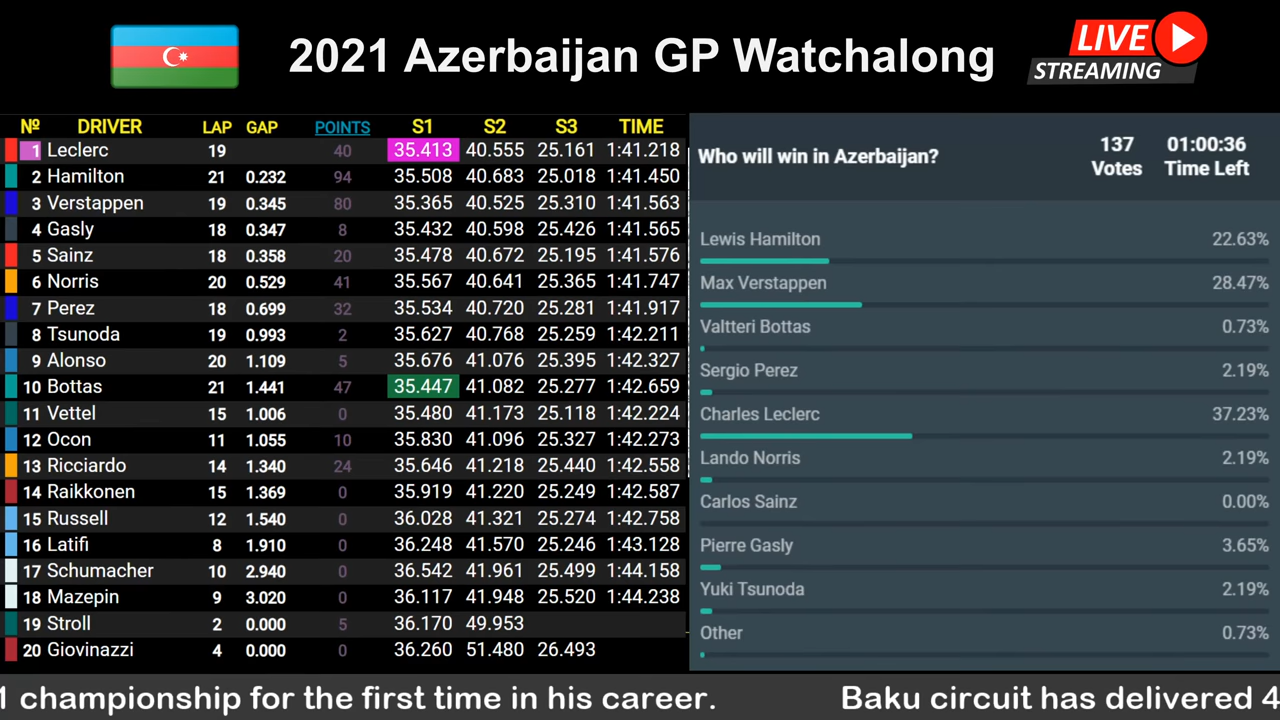 2021 Azerbaijan GP Watchalong
LIVE
STREAMING
Nº DRIVER LAP GAP POINTS S1 S2 S3 TIME
1 Leclerc 19 40 35.413 40.555 25.161 1:41.218
2 Hamilton 21 0.232 94 35.508 40.683 25.018 1:41.450
3 Verstappen 19 0.345 80 35.365 40.525 25.310 1:41.563
4 Gasly 18 0.347 8 35.432 40.598 25.426 1:41.565
5 Sainz 18 0.358 20 35.478 40.672 25.195 1:41.576
6 Norris 20 0.529 41 35.567 40.641 25.365 1:41.747
7 Perez 18 0.699 32 35.534 40.720 25.281 1:41.917
8 Tsunoda 19 0.993 2 35.627 40.768 25.259 1:42.211
9 Alonso 20 1.109 5 35.676 41.076 25.395 1:42.327
10 Bottas 21 1.441 47 35.447 41.082 25.277 1:42.659
11 Vettel 15 1.006 0 35.480 41.173 25.118 1:42.224
12 Ocon 11 1.055 10 35.830 41.096 25.327 1:42.273
13 Ricciardo 14 1.340 24 35.646 41.218 25.440 1:42.558
14 Raikkonen 15 1.369 0 35.919 41.220 25.249 1:42.587
15 Russell 12 1.540 0 36.028 41.321 25.274 1:42.758
16 Latifi 8 1.910 0 36.248 41.570 25.246 1:43.128
17 Schumacher 10 2.940 0 36.542 41.961 25.499 1:44.158
18 Mazepin 9 3.020 0 36.117 41.948 25.520 1:44.238
19 Stroll 2 0.000 5 36.170 49.953
20 Giovinazzi 4 0.000 0 36.260 51.480 26.493
Who will win in Azerbaijan? 137 01:00:36
Votes Time Left
Lewis Hamilton 22.63%
Max Verstappen 28.47%
Valtteri Bottas 0.73%
Sergio Perez 2.19%
Charles Leclerc 37.23%
Lando Norris 2.19%
Carlos Sainz 0.00%
Pierre Gasly 3.65%
Yuki Tsunoda 2.19%
Other 0.73%
1 championship for the first time in his career. Baku circuit has delivered 4